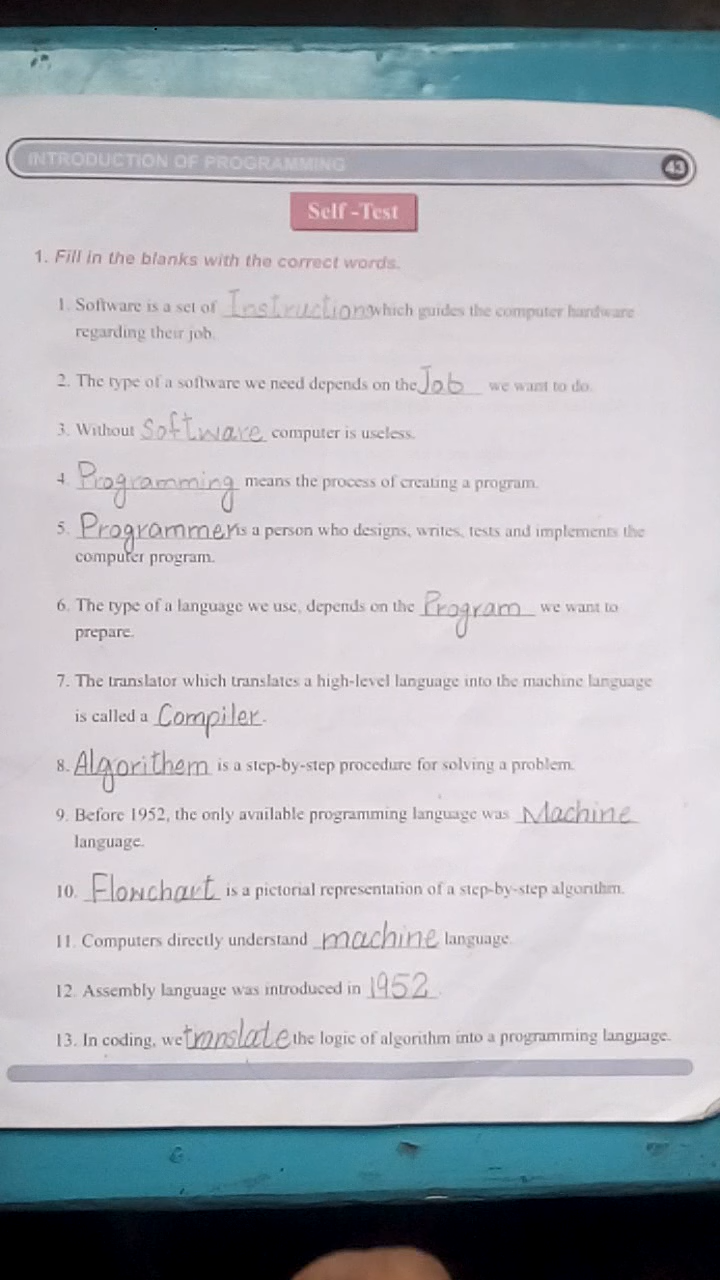 INTRODUCTION OF PROGRAMMING 43
Self-Test
1. Fill in the blanks with the correct words.
1. Software is a set of Instruction which guides the computer hardware
regarding their job.
2. The type of a software we need depends on the Job we want to do.
3. Without Software computer is useless.
4. Programming means the process of creating a program.
5. Programmer is a person who designs, writes, tests and implements the
computer program.
6. The type of a language we use, depends on the Program we want to
prepare.
7. The translator which translates a high-level language into the machine language
is called a Compiler.
8. Algorithem is a step-by-step procedure for solving a problem.
9. Before 1952, the only available programming language was Machine
language.
10. Flowchart is a pictorial representation of a step-by-step algorithm.
11. Computers directly understand machine language.
12. Assembly language was introduced in 1952.
13. In coding, we translate the logic of algorithm into a programming language.